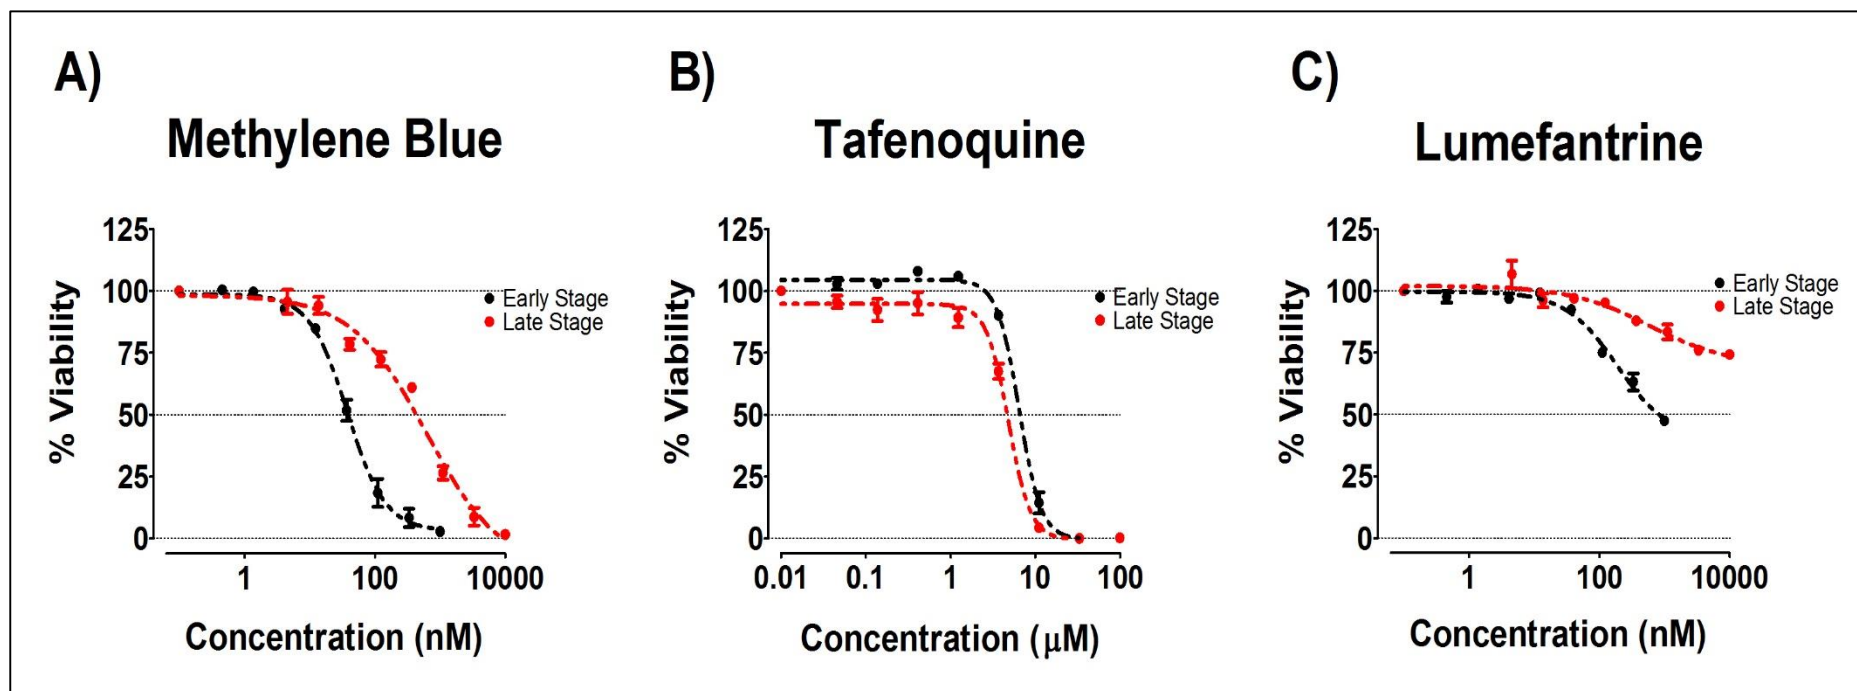 A)
Methylene Blue
125
100
75
50
25
0
% Viability
Early Stage
Late Stage
1
100
10000
Concentration (nM)
B)
Tafenoquine
125
100
75
50
25
0
% Viability
Early Stage
Late Stage
0.01
0.1
1
10
100
Concentration (μM)
C)
Lumefantrine
125
100
75
50
25
0
% Viability
Early Stage
Late Stage
1
100
10000
Concentration (nM)